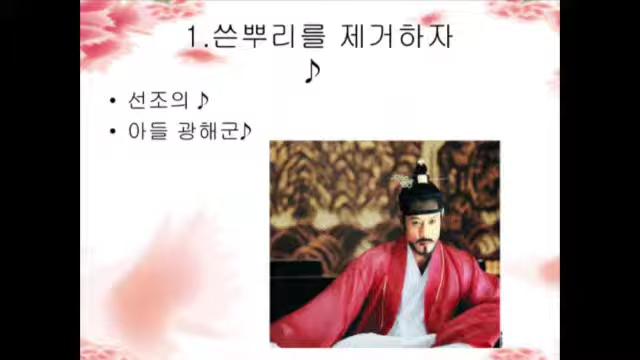 1.쓴뿌리를 제거하자
♪
• 선조의 ♪
• 아들 광해군♪